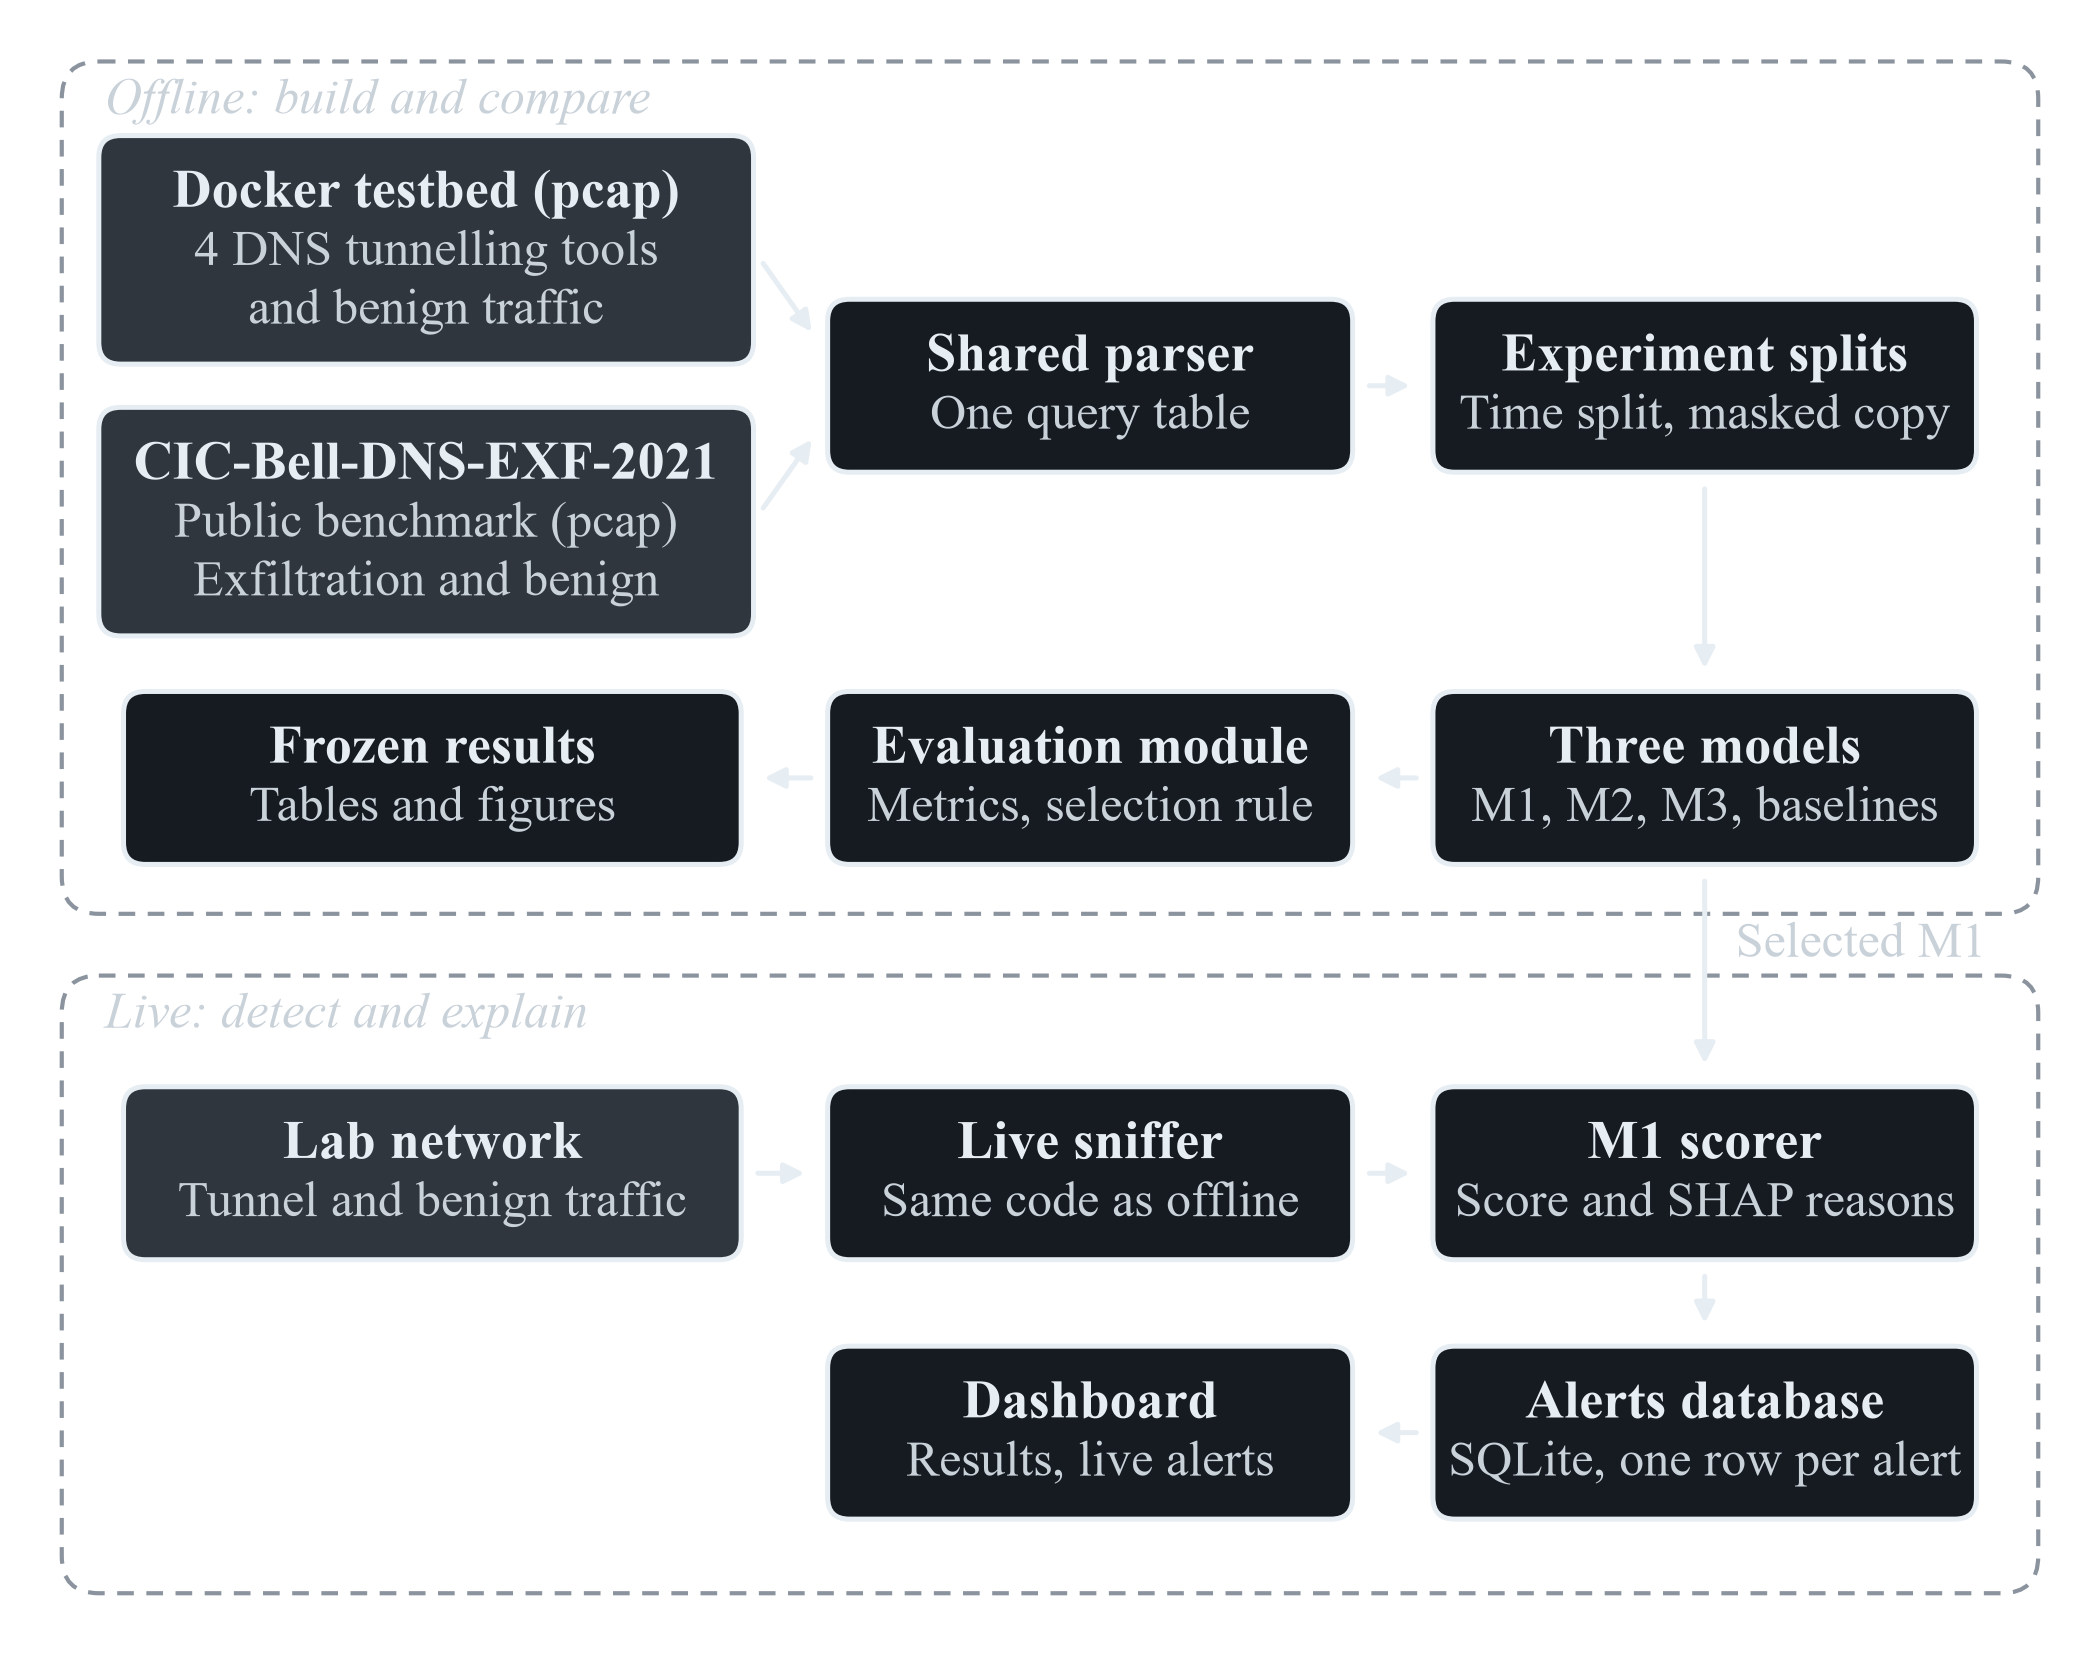 Offline: build and compare
Docker testbed (pcap)
4 DNS tunnelling tools
and benign traffic
CIC-Bell-DNS-EXF-2021
Public benchmark (pcap)
Exfiltration and benign
Shared parser
One query table
Experiment splits
Time split, masked copy
Three models
M1, M2, M3, baselines
Evaluation module
Metrics, selection rule
Frozen results
Tables and figures
Selected M1
Live: detect and explain
Lab network
Tunnel and benign traffic
Live sniffer
Same code as offline
M1 scorer
Score and SHAP reasons
Alerts database
SQLite, one row per alert
Dashboard
Results, live alerts